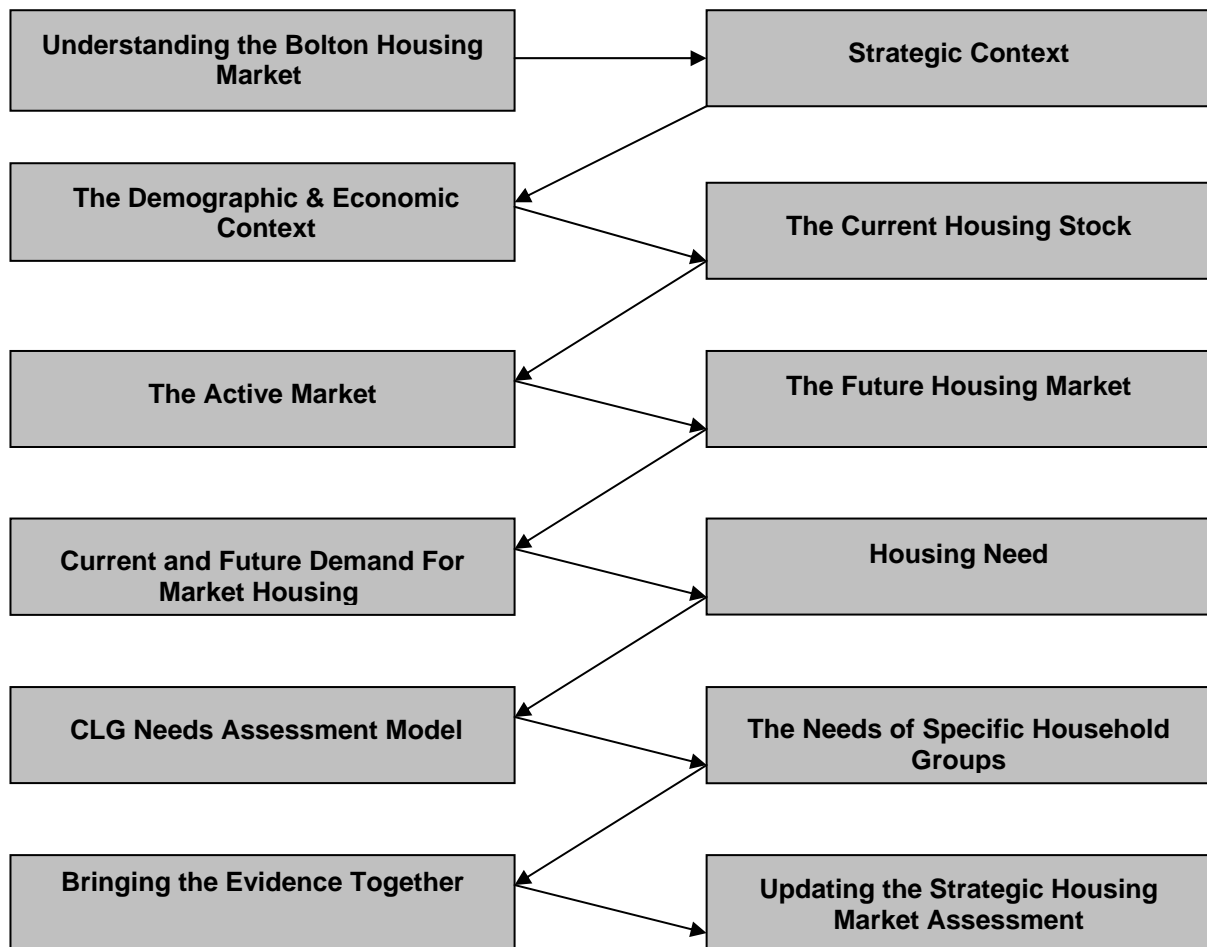 Understanding the Bolton Housing
Market
Strategic Context
The Demographic & Economic
Context
The Current Housing Stock
The Active Market
The Future Housing Market
Current and Future Demand For
Market Housing
Housing Need
CLG Needs Assessment Model
The Needs of Specific Household
Groups
Bringing the Evidence Together
Updating the Strategic Housing
Market Assessment